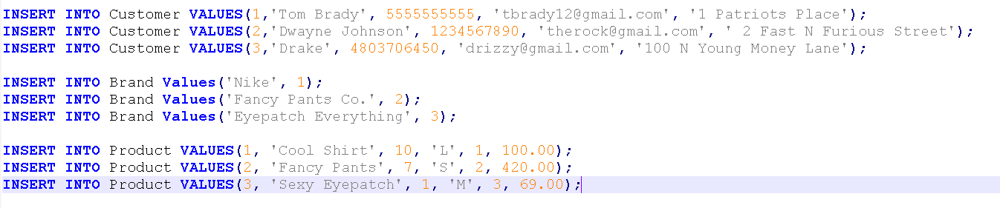 INSERT INTO Customer VALUES(1,'Tom Brady', 5555555555, 'tbrady12@gmail.com', '1 Patriots Place');
INSERT INTO Customer VALUES(2,'Dwayne Johnson', 1234567890, 'therock@gmail.com', ' 2 Fast N Furious Street');
INSERT INTO Customer VALUES(3,'Drake', 4803706450, 'drizzy@gmail.com', '100 N Young Money Lane');
INSERT INTO Brand Values('Nike', 1);
INSERT INTO Brand Values('Fancy Pants Co.', 2);
INSERT INTO Brand Values('Eyepatch Everything', 3);
INSERT INTO Product VALUES(1, 'Cool Shirt', 10, 'L', 1, 100.00);
INSERT INTO Product VALUES(2, 'Fancy Pants', 7, 'S', 2, 420.00);
INSERT INTO Product VALUES(3, 'Sexy Eyepatch', 1, 'M', 3, 69.00);